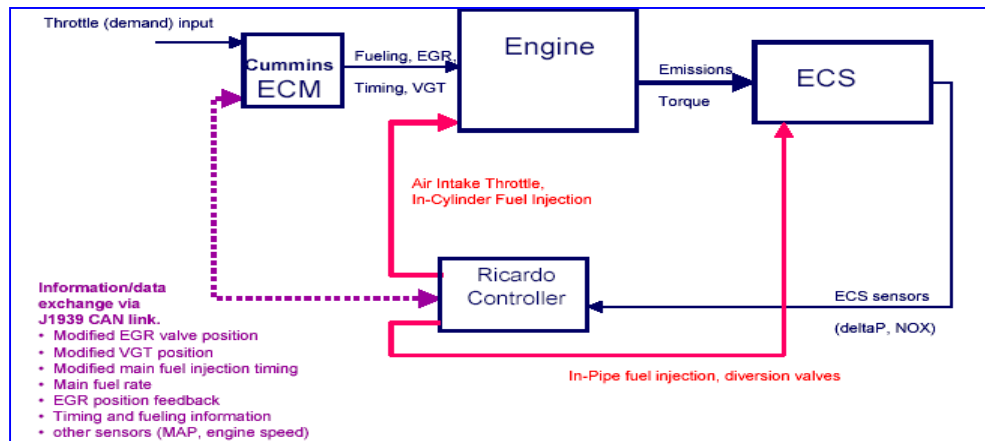 Throttle (demand) input
Cummins
ECM
Fueling, EGR,
Timing, VGT
Engine
Emissions
Torque
ECS
Air Intake Throttle,
In-Cylinder Fuel Injection
Ricardo
Controller
ECS sensors
(deltaP, NOX)
In-Pipe fuel injection, diversion valves
Information/data
exchange via
J1939 CAN link.
• Modified EGR valve position
• Modified VGT position
• Modified main fuel injection timing
• Main fuel rate
• EGR position feedback
• Timing and fueling information
• other sensors (MAP, engine speed)